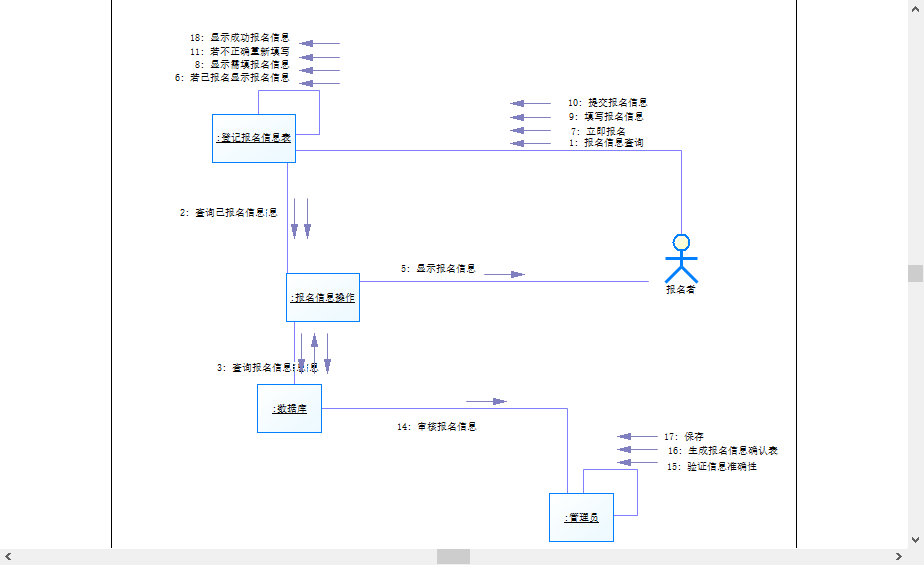 18: 显示成功报名信息
11: 若不正确重新填写
8: 显示需填报名信息
6: 若已报名显示报名信息
:登记报名信息表
10: 提交报名信息
9: 填写报名信息
7: 立即报名
1: 报名信息查询
2: 查询已报名信息
报名者
5: 显示报名信息
:报名信息操作
3: 查询报名信息
:数据库
14: 审核报名信息
17: 保存
16: 生成报名信息确认表
15: 验证信息准确性
:管理员